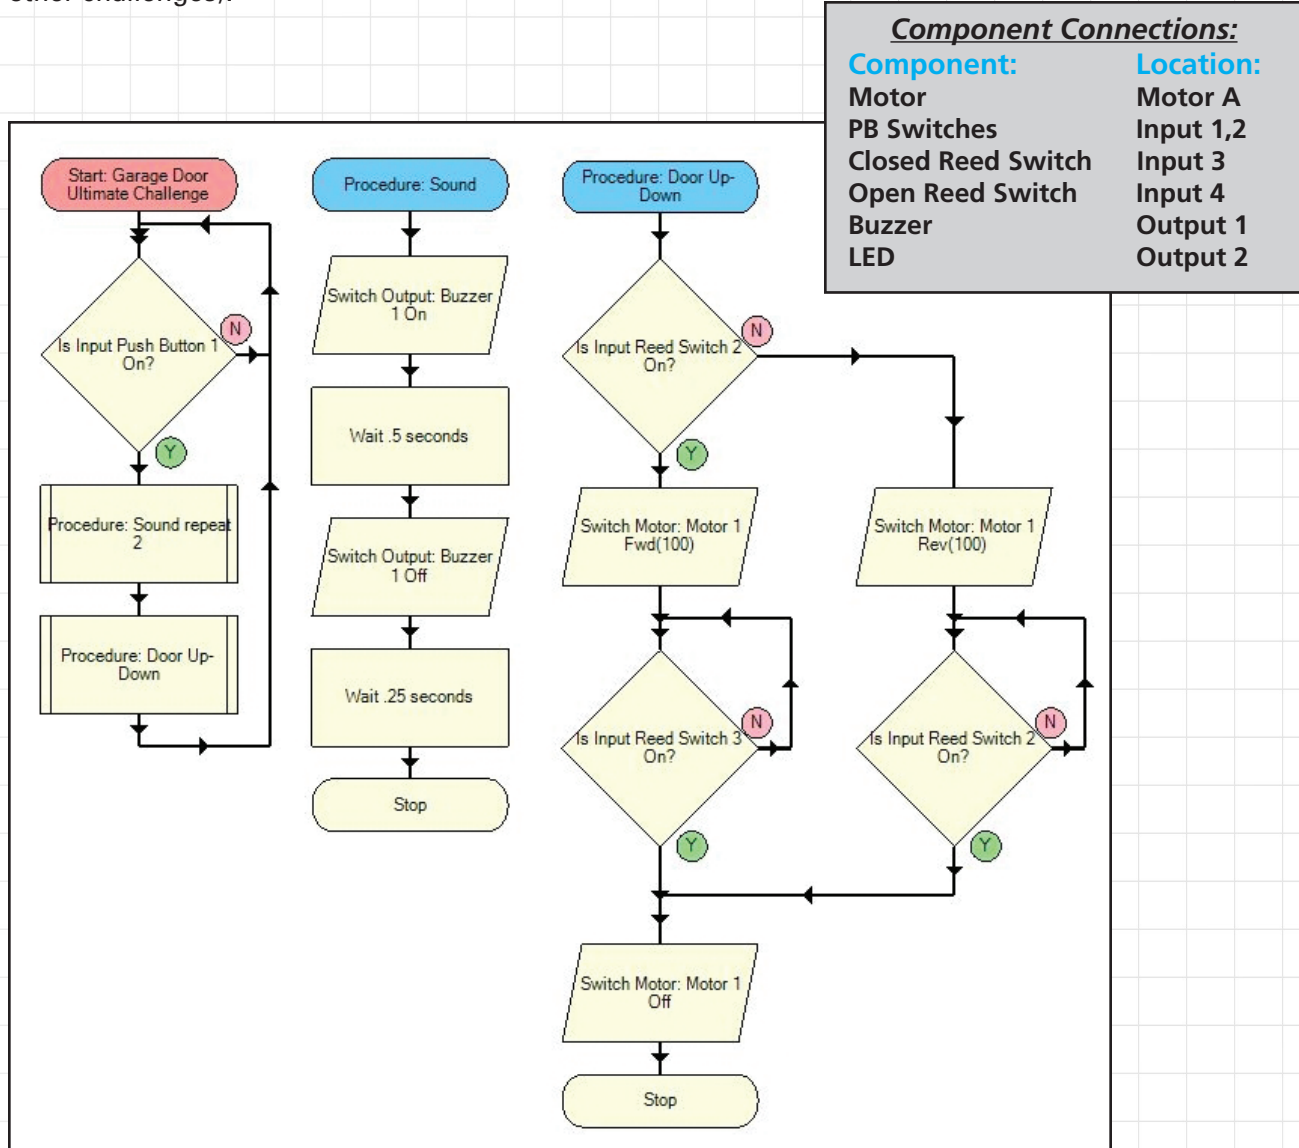 other challenges).
Component Connections:
Component: Location:
Motor Motor A
PB Switches Input 1,2
Closed Reed Switch Input 3
Open Reed Switch Input 4
Buzzer Output 1
LED Output 2
Start: Garage Door
Ultimate Challenge
Is Input Push Button 1
On?
N
Y
Procedure: Sound repeat
2
Procedure: Door Up-
Down
Procedure: Sound
Switch Output: Buzzer
1 On
Wait .5 seconds
Switch Output: Buzzer
1 Off
Wait .25 seconds
Stop
Procedure: Door Up-
Down
Is Input Reed Switch 2
On?
N
Y
Switch Motor: Motor 1
Fwd(100)
Is Input Reed Switch 3
On?
N
Y
Switch Motor: Motor 1
Rev(100)
Is Input Reed Switch 2
On?
N
Y
Switch Motor: Motor 1
Off
Stop